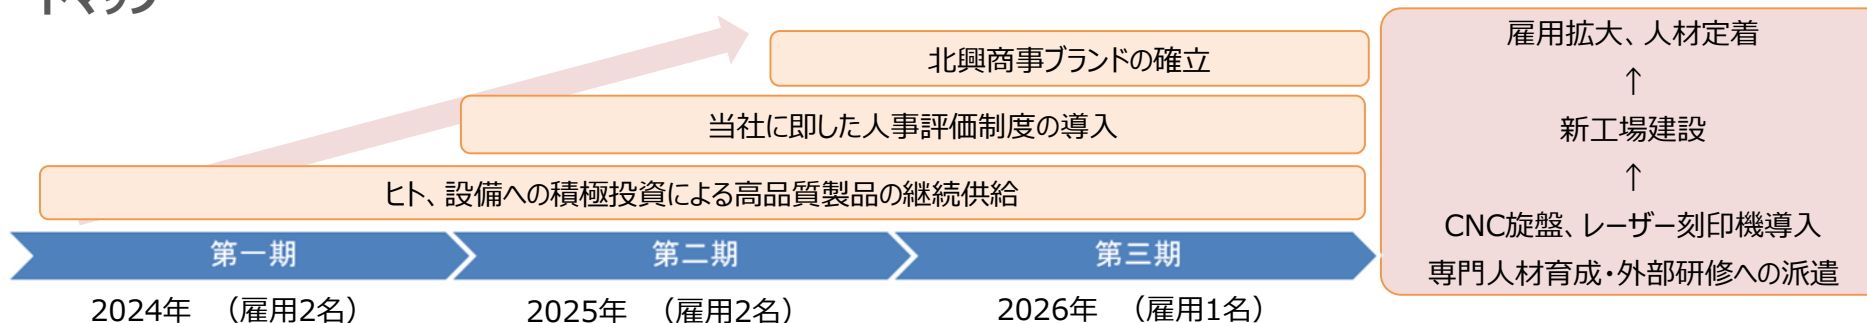 トマップ
北興商事ブランドの確立
当社に即した人事評価制度の導入
ヒト、設備への積極投資による高品質製品の継続供給
第一期
第二期
第三期
2024年 （雇用2名）
2025年 （雇用2名）
2026年 （雇用1名）
雇用拡大、人材定着
↑
新工場建設
↑
CNC旋盤、レーザー刻印機導入
専門人材育成・外部研修への派遣